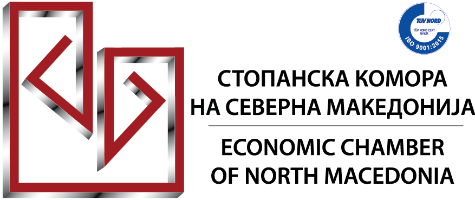 TÜV NORD
ISO 9001:2015
СТОПАНСКА КОМОРА
НА СЕВЕРНА МАКЕДОНИЈА
ECONOMIC CHAMBER
OF NORTH MACEDONIA